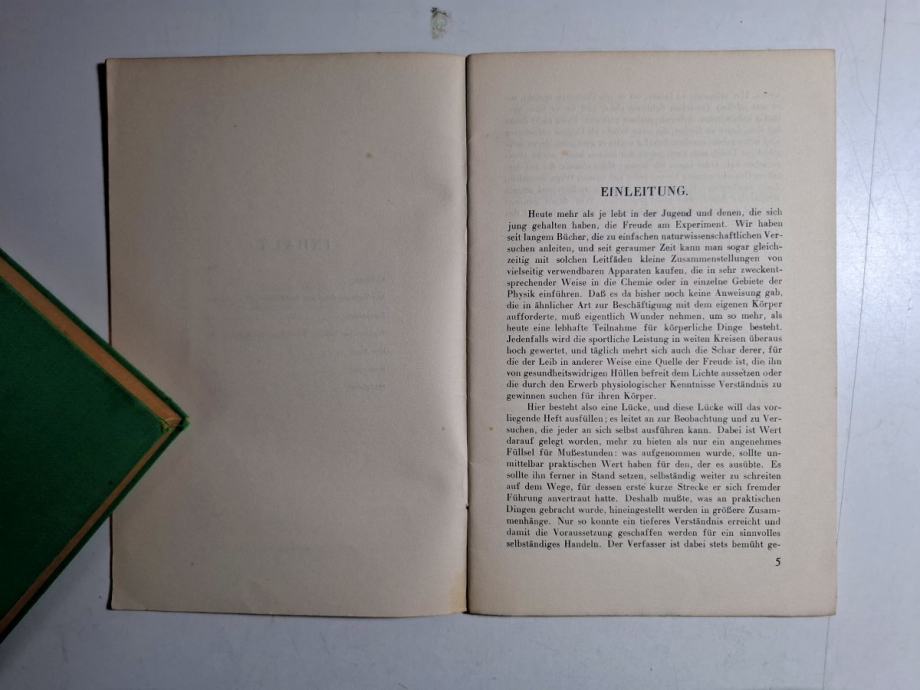 EINLEITUNG.
Heute mehr als je lebt in der Jugend und denen, die sich
jung gehalten haben, die Freude am Experiment. Wir haben
seit langem Bücher, die zu einfachen naturwissenschaftlichen Ver-
suchen anleiten, und seit geraumer Zeit kann man sogar gleich-
zeitig mit solchen Leitfäden kleine Zusammenstellungen von
vielseitig verwendbaren Apparaten kaufen, die in sehr zweckent-
sprechender Weise in die Chemie oder in einzelne Gebiete der
Physik einführen. Daß es da bisher noch keine Anweisung gab,
die in ähnlicher Art zur Beschäftigung mit dem eigenen Körper
aufforderte, muß eigentlich Wunder nehmen, um so mehr, als
heute eine lebhafte Teilnahme für körperliche Dinge besteht.
Jedenfalls wird die sportliche Leistung in weiten Kreisen überaus
hoch gewertet, und täglich mehrt sich auch die Schar derer, für
die der Leib in anderer Weise eine Quelle der Freude ist, die ihn
von gesundheitswidrigen Hüllen befreit dem Lichte aussetzen oder
die durch den Erwerb physiologischer Kenntnisse Verständnis zu
gewinnen suchen für ihren Körper.
Hier besteht also eine Lücke, und diese Lücke will das vor-
liegende Heft ausfüllen; es leitet an zur Beobachtung und zu Ver-
suchen, die jeder an sich selbst ausführen kann. Dabei ist Wert
darauf gelegt worden, mehr zu bieten als nur ein angenehmes
Füllsel für Mußestunden: was aufgenommen wurde, sollte un-
mittelbar praktischen Wert haben für den, der es ausübte. Es
sollte ihn ferner in Stand setzen, selbständig weiter zu schreiten
auf dem Wege, für dessen erste kurze Strecke er sich fremder
Führung anvertraut hatte. Deshalb mußte, was an praktischen
Dingen gebracht wurde, hineingestellt werden in größere Zusam-
menhänge. Nur so konnte ein tieferes Verständnis erreicht und
damit die Voraussetzung geschaffen werden für ein sinnvolles
selbständiges Handeln. Der Verfasser ist dabei stets bemüht ge-
5